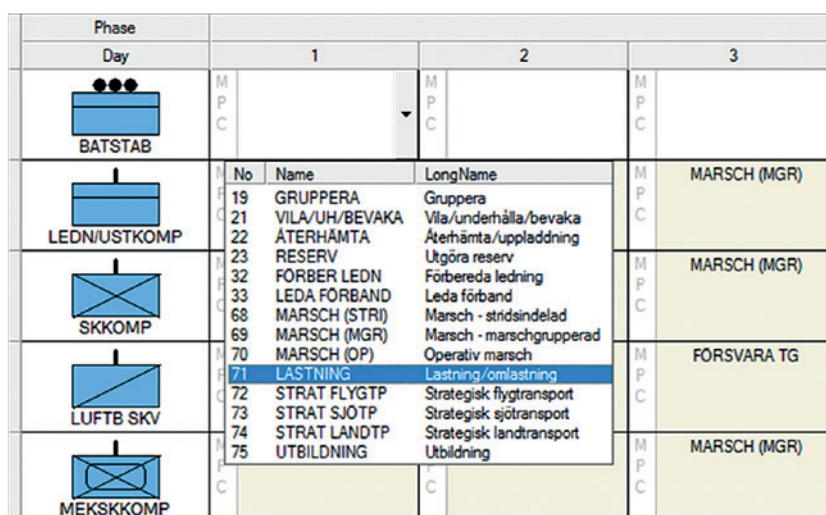 Phase
Day 1 2 3
M M M
P P P
C C C
BATSTAB
No Name LongName
19 GRUPPERA Gruppera
21 VILA/UH/BEVAKA Vila/underhålla/bevaka
22 ÅTERHÄMTA Återhämta/uppladdning
23 RESERV Utgöra reserv
32 FÖRBER LEDN Förbereda ledning
33 LEDA FÖRBAND Leda förband
68 MARSCH (STRI) Marsch - stridsindelad
69 MARSCH (MGR) Marsch - marschgrupperad
70 MARSCH (OP) Operativ marsch
71 LASTNING Lastning/omlastning
72 STRAT FLYGTP Strategisk flygtransport
73 STRAT SJÖTP Strategisk sjötransport
74 STRAT LANDTP Strategisk landtransport
75 UTBILDNING Utbildning
LEDN/USTKOMP
M MARSCH (MGR)
P
C
SKKOMP
M MARSCH (MGR)
P
C
LUFTB SKV
M FÖRSVARA TG
P
C
MEKSKKOMP
M MARSCH (MGR)
P P
C C C